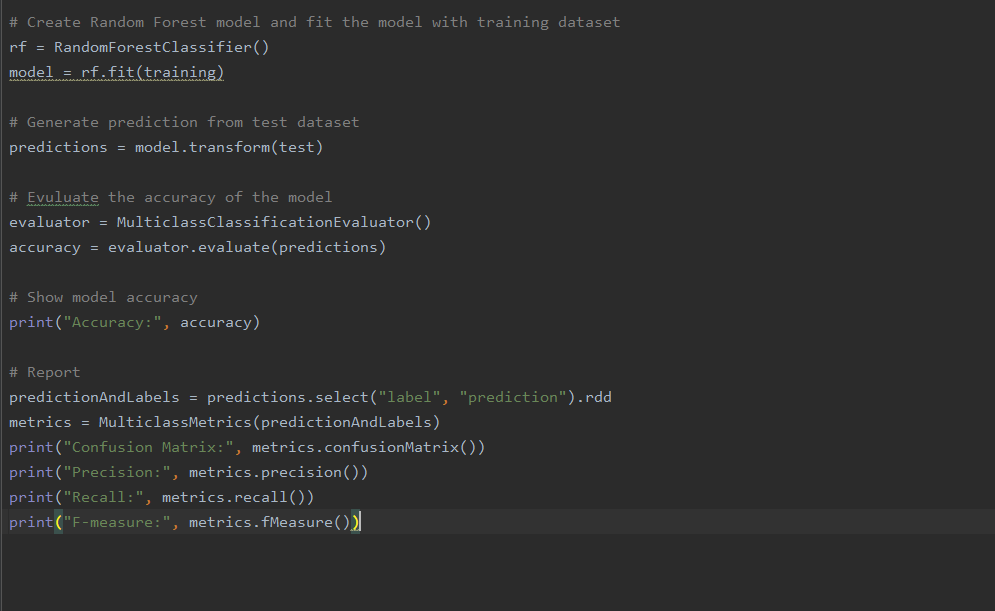 # Create Random Forest model and fit the model with training dataset
rf = RandomForestClassifier()
model = rf.fit(training)
# Generate prediction from test dataset
predictions = model.transform(test)
# Evuluate the accuracy of the model
evaluator = MulticlassClassificationEvaluator()
accuracy = evaluator.evaluate(predictions)
# Show model accuracy
print("Accuracy:", accuracy)
# Report
predictionAndLabels = predictions.select("label", "prediction").rdd
metrics = MulticlassMetrics(predictionAndLabels)
print("Confusion Matrix:", metrics.confusionMatrix())
print("Precision:", metrics.precision())
print("Recall:", metrics.recall())
print("F-measure:", metrics.fMeasure())